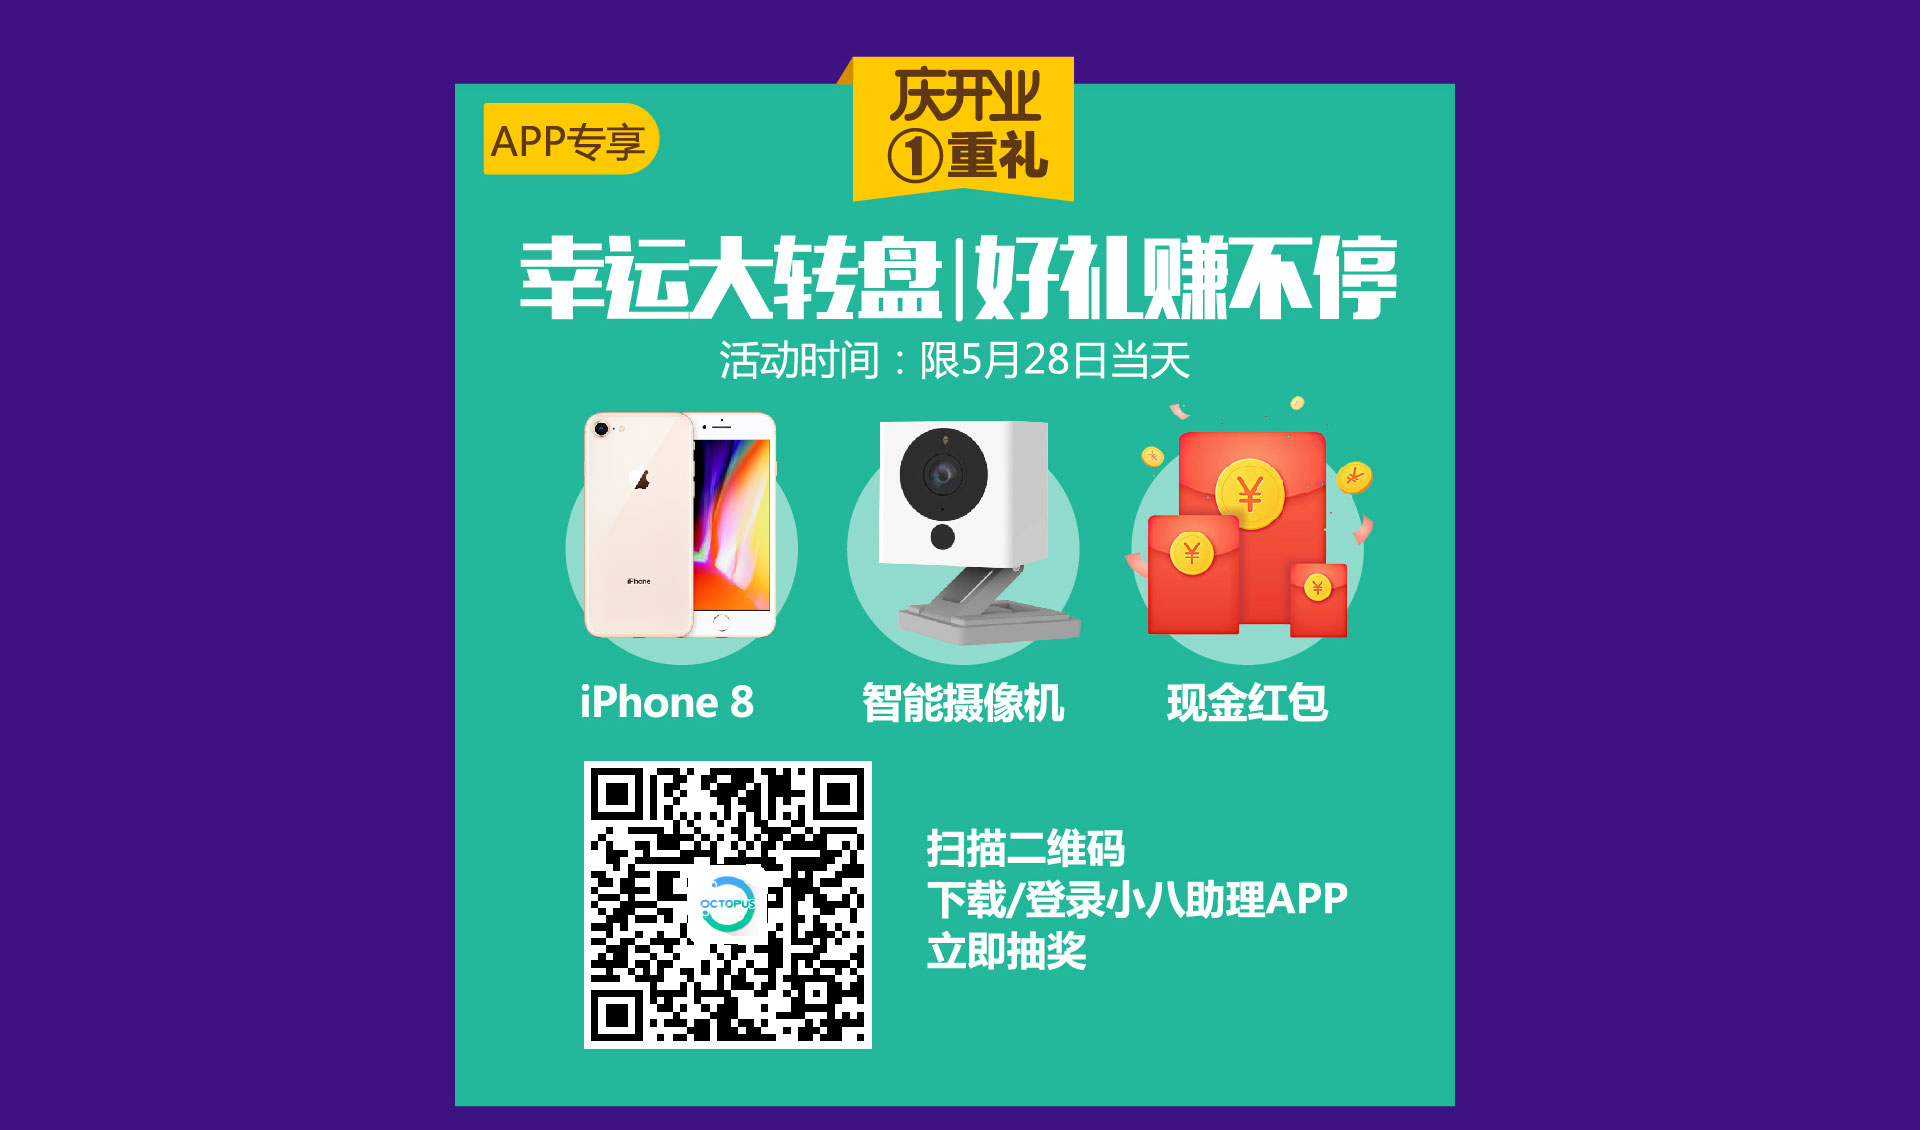 庆开业
①重礼
APP专享
幸运大转盘|好礼赚不停
活动时间：限5月28日当天
iPhone
iPhone 8
智能摄像机
现金红包
OCTOPUS
扫描二维码
下载/登录小八助理APP
立即抽奖